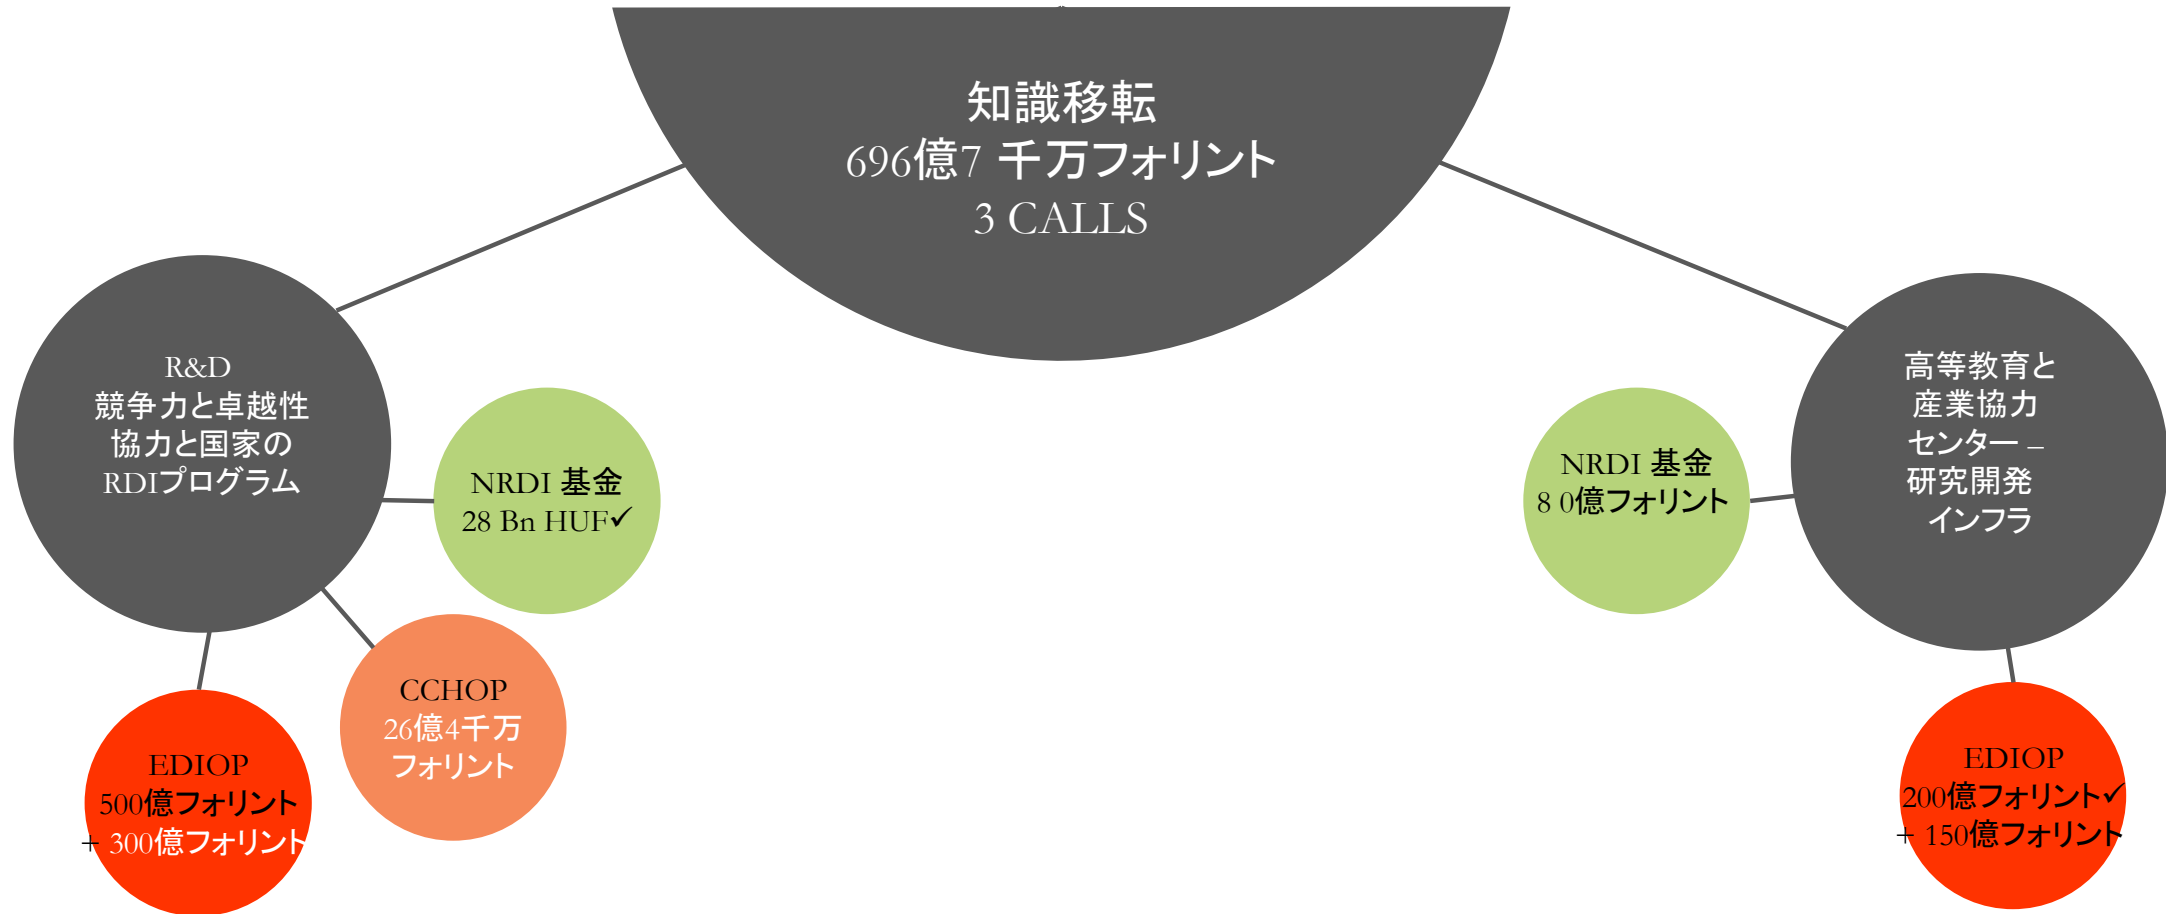 知識移転
696億7 千万フォリント
3 CALLS
R&D
競争力と卓越性
協力と国家の
RDIプログラム
NRDI 基金
28 Bn HUF✓
CCHOP
26億4千万
フォリント
EDIOP
500億フォリント
+ 300億フォリント
高等教育と
産業協力
センター –
研究開発
インフラ
NRDI 基金
8 0億フォリント
EDIOP
200億フォリント✓
+ 150億フォリント